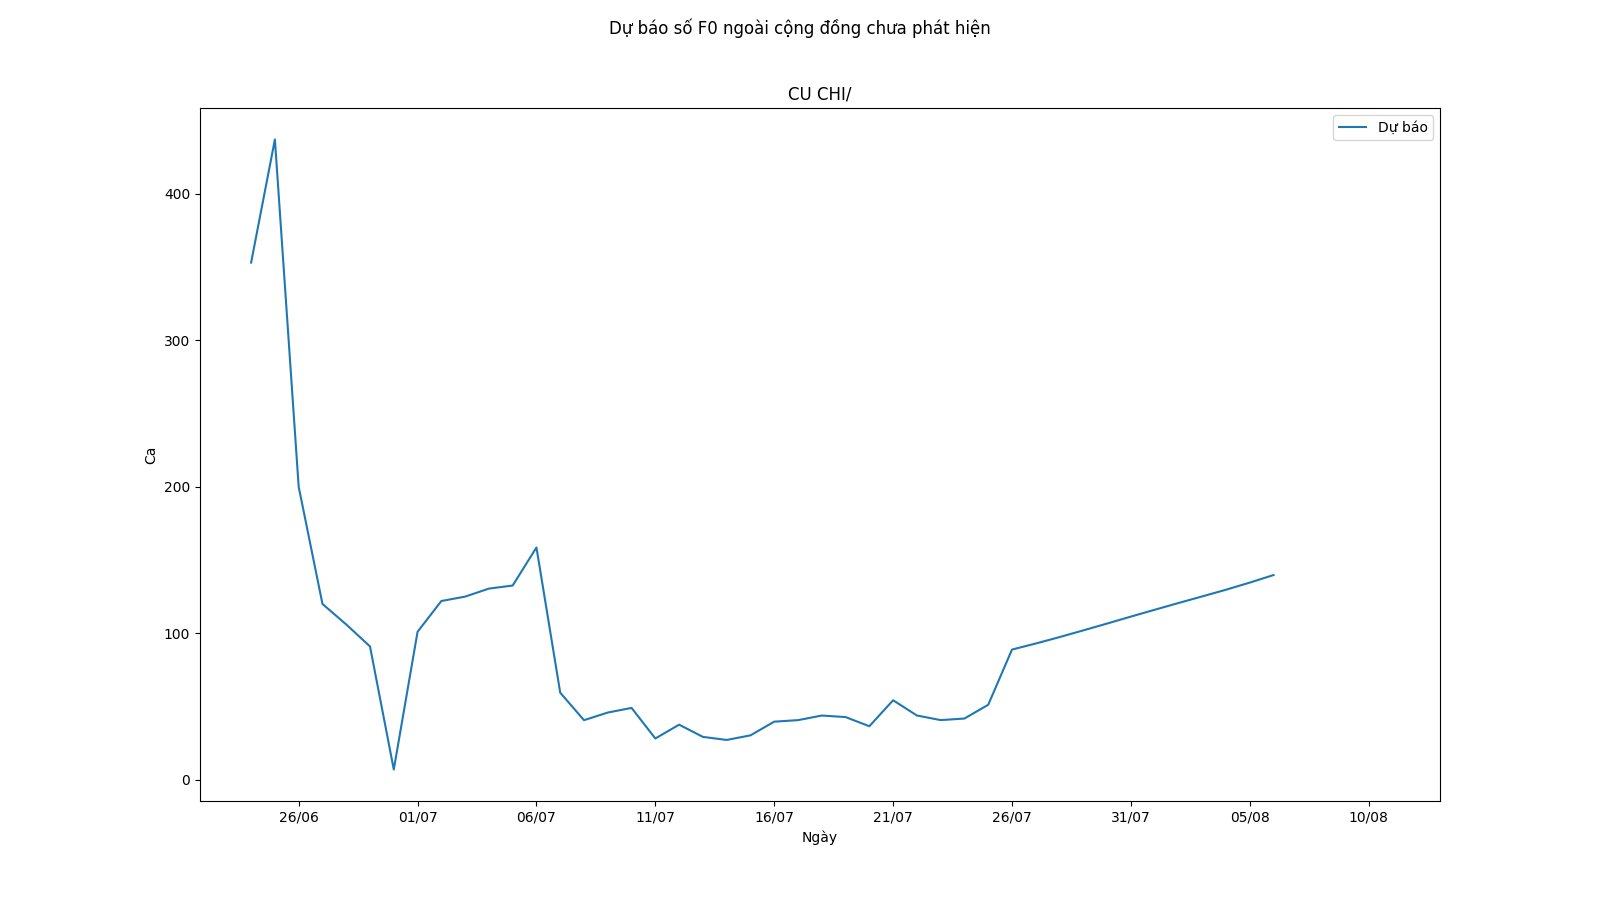 Dự báo số F0 ngoài cộng đồng chưa phát hiện
CU CHI/
Dự báo
400
300
200
100
0
Ca
26/06 01/07 06/07 11/07 16/07 21/07 26/07 31/07 05/08 10/08
Ngày